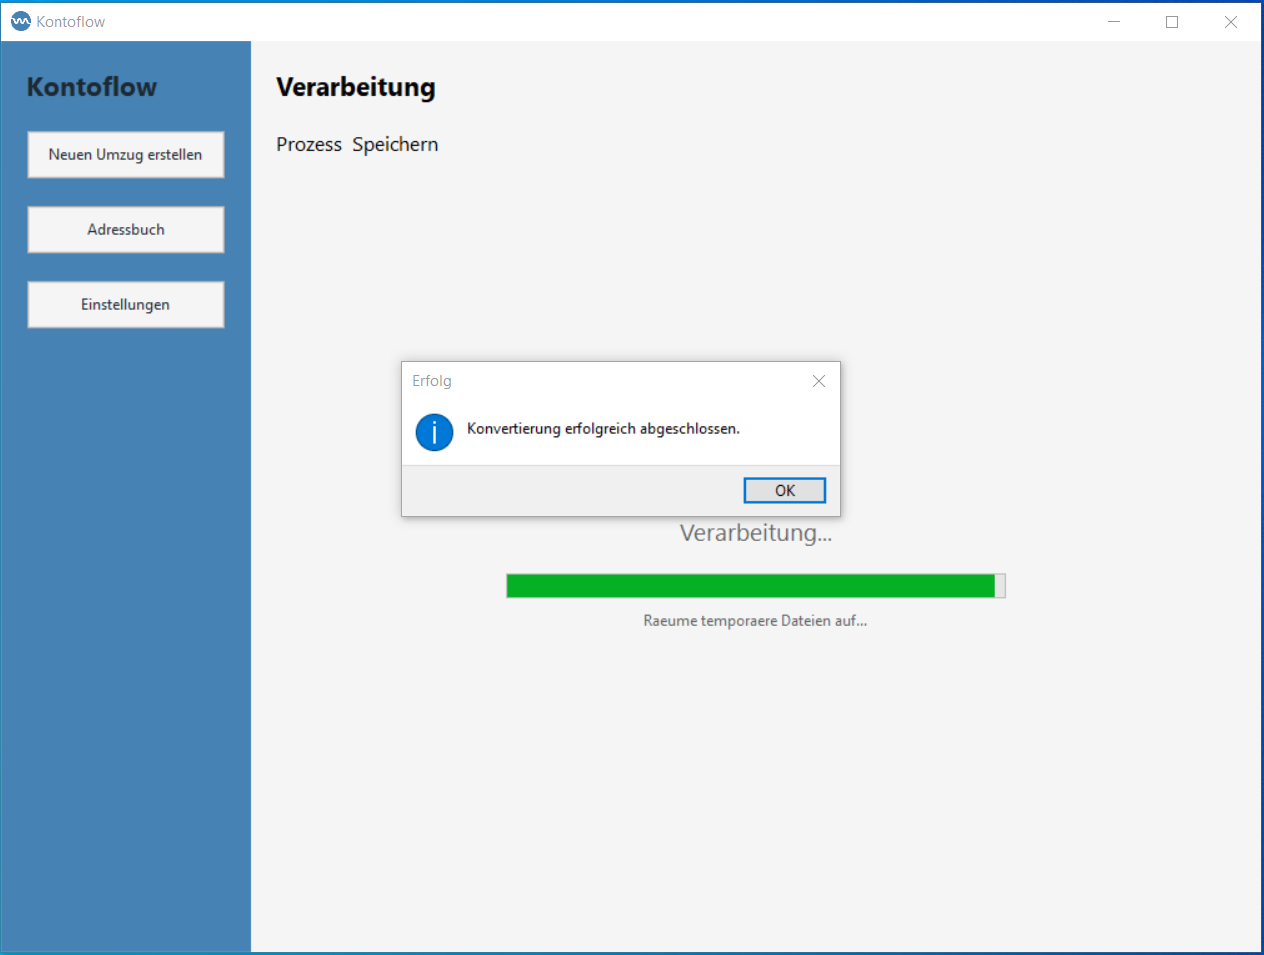 Kontoflow
Kontoflow
Neuen Umzug erstellen
Adressbuch
Einstellungen
Verarbeitung
Prozess Speichern
Erfolg
Konvertierung erfolgreich abgeschlossen.
OK
Verarbeitung...
Raeume temporaere Dateien auf...